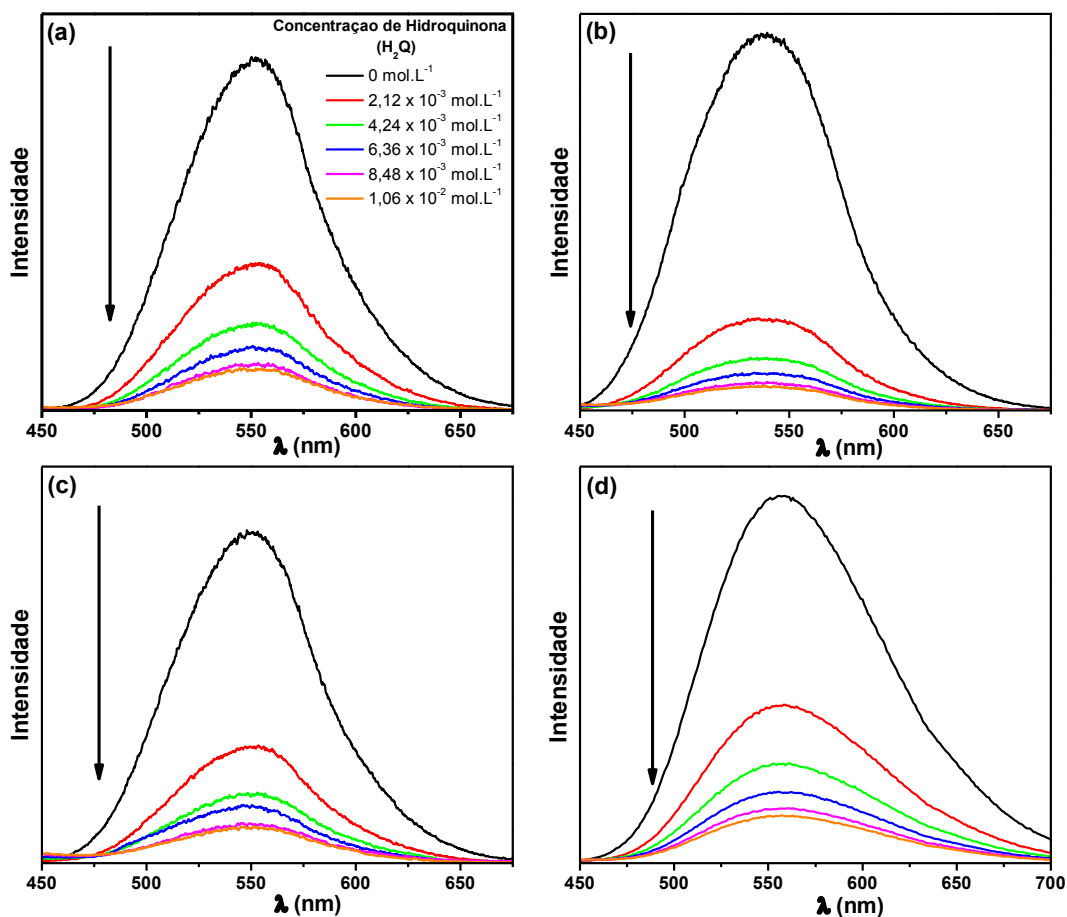 (a)
Concentraçao de Hidroquinona
(H₂Q)
0 mol.L⁻¹
2,12 x 10⁻³ mol.L⁻¹
4,24 x 10⁻³ mol.L⁻¹
6,36 x 10⁻³ mol.L⁻¹
8,48 x 10⁻³ mol.L⁻¹
1,06 x 10⁻² mol.L⁻¹
Intensidade
450 500 550 600 650
λ (nm)
(b)
Intensidade
450 500 550 600 650
λ (nm)
(c)
Intensidade
450 500 550 600 650
λ (nm)
(d)
Intensidade
450 500 550 600 650 700
λ (nm)